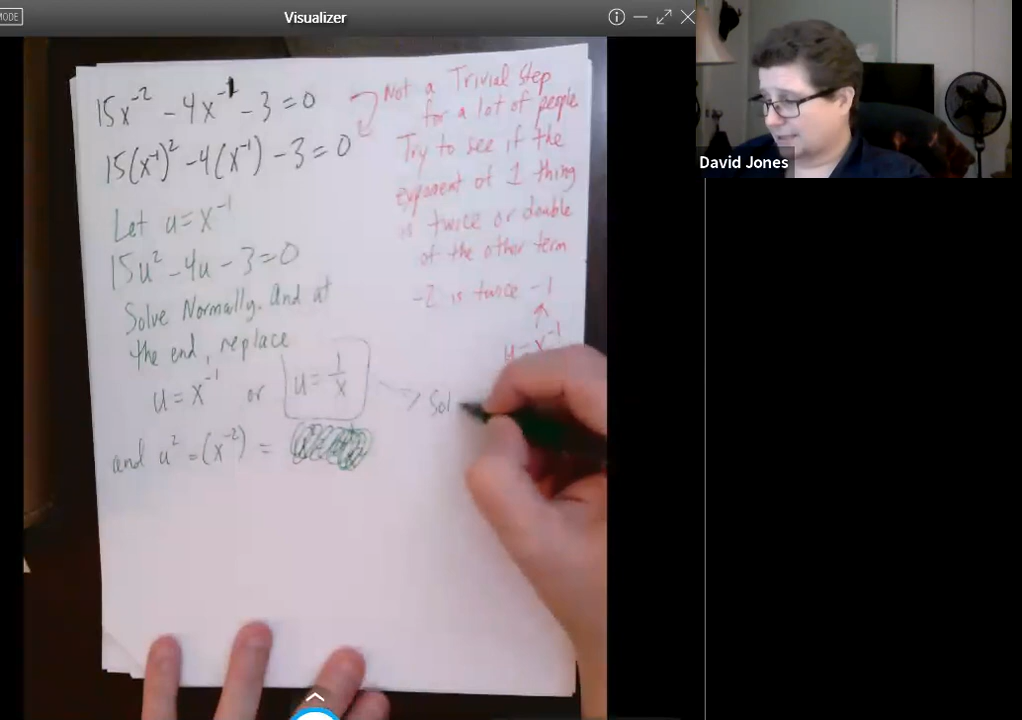 MODE
Visualizer
15x⁻² - 4x⁻¹ - 3 = 0
15(x⁻¹)² - 4(x⁻¹) - 3 = 0
Let u = x⁻¹
15u² - 4u - 3 = 0
Solve Normally. And at
the end, replace
u = x⁻¹ or u = 1/x
Sol
and u² = (x⁻²) =
Not a Trivial step
for a lot of people
Try to see if the
exponent of 1 thing
is twice or double
of the other term
-2 is twice -1
u = x⁻¹
David Jones